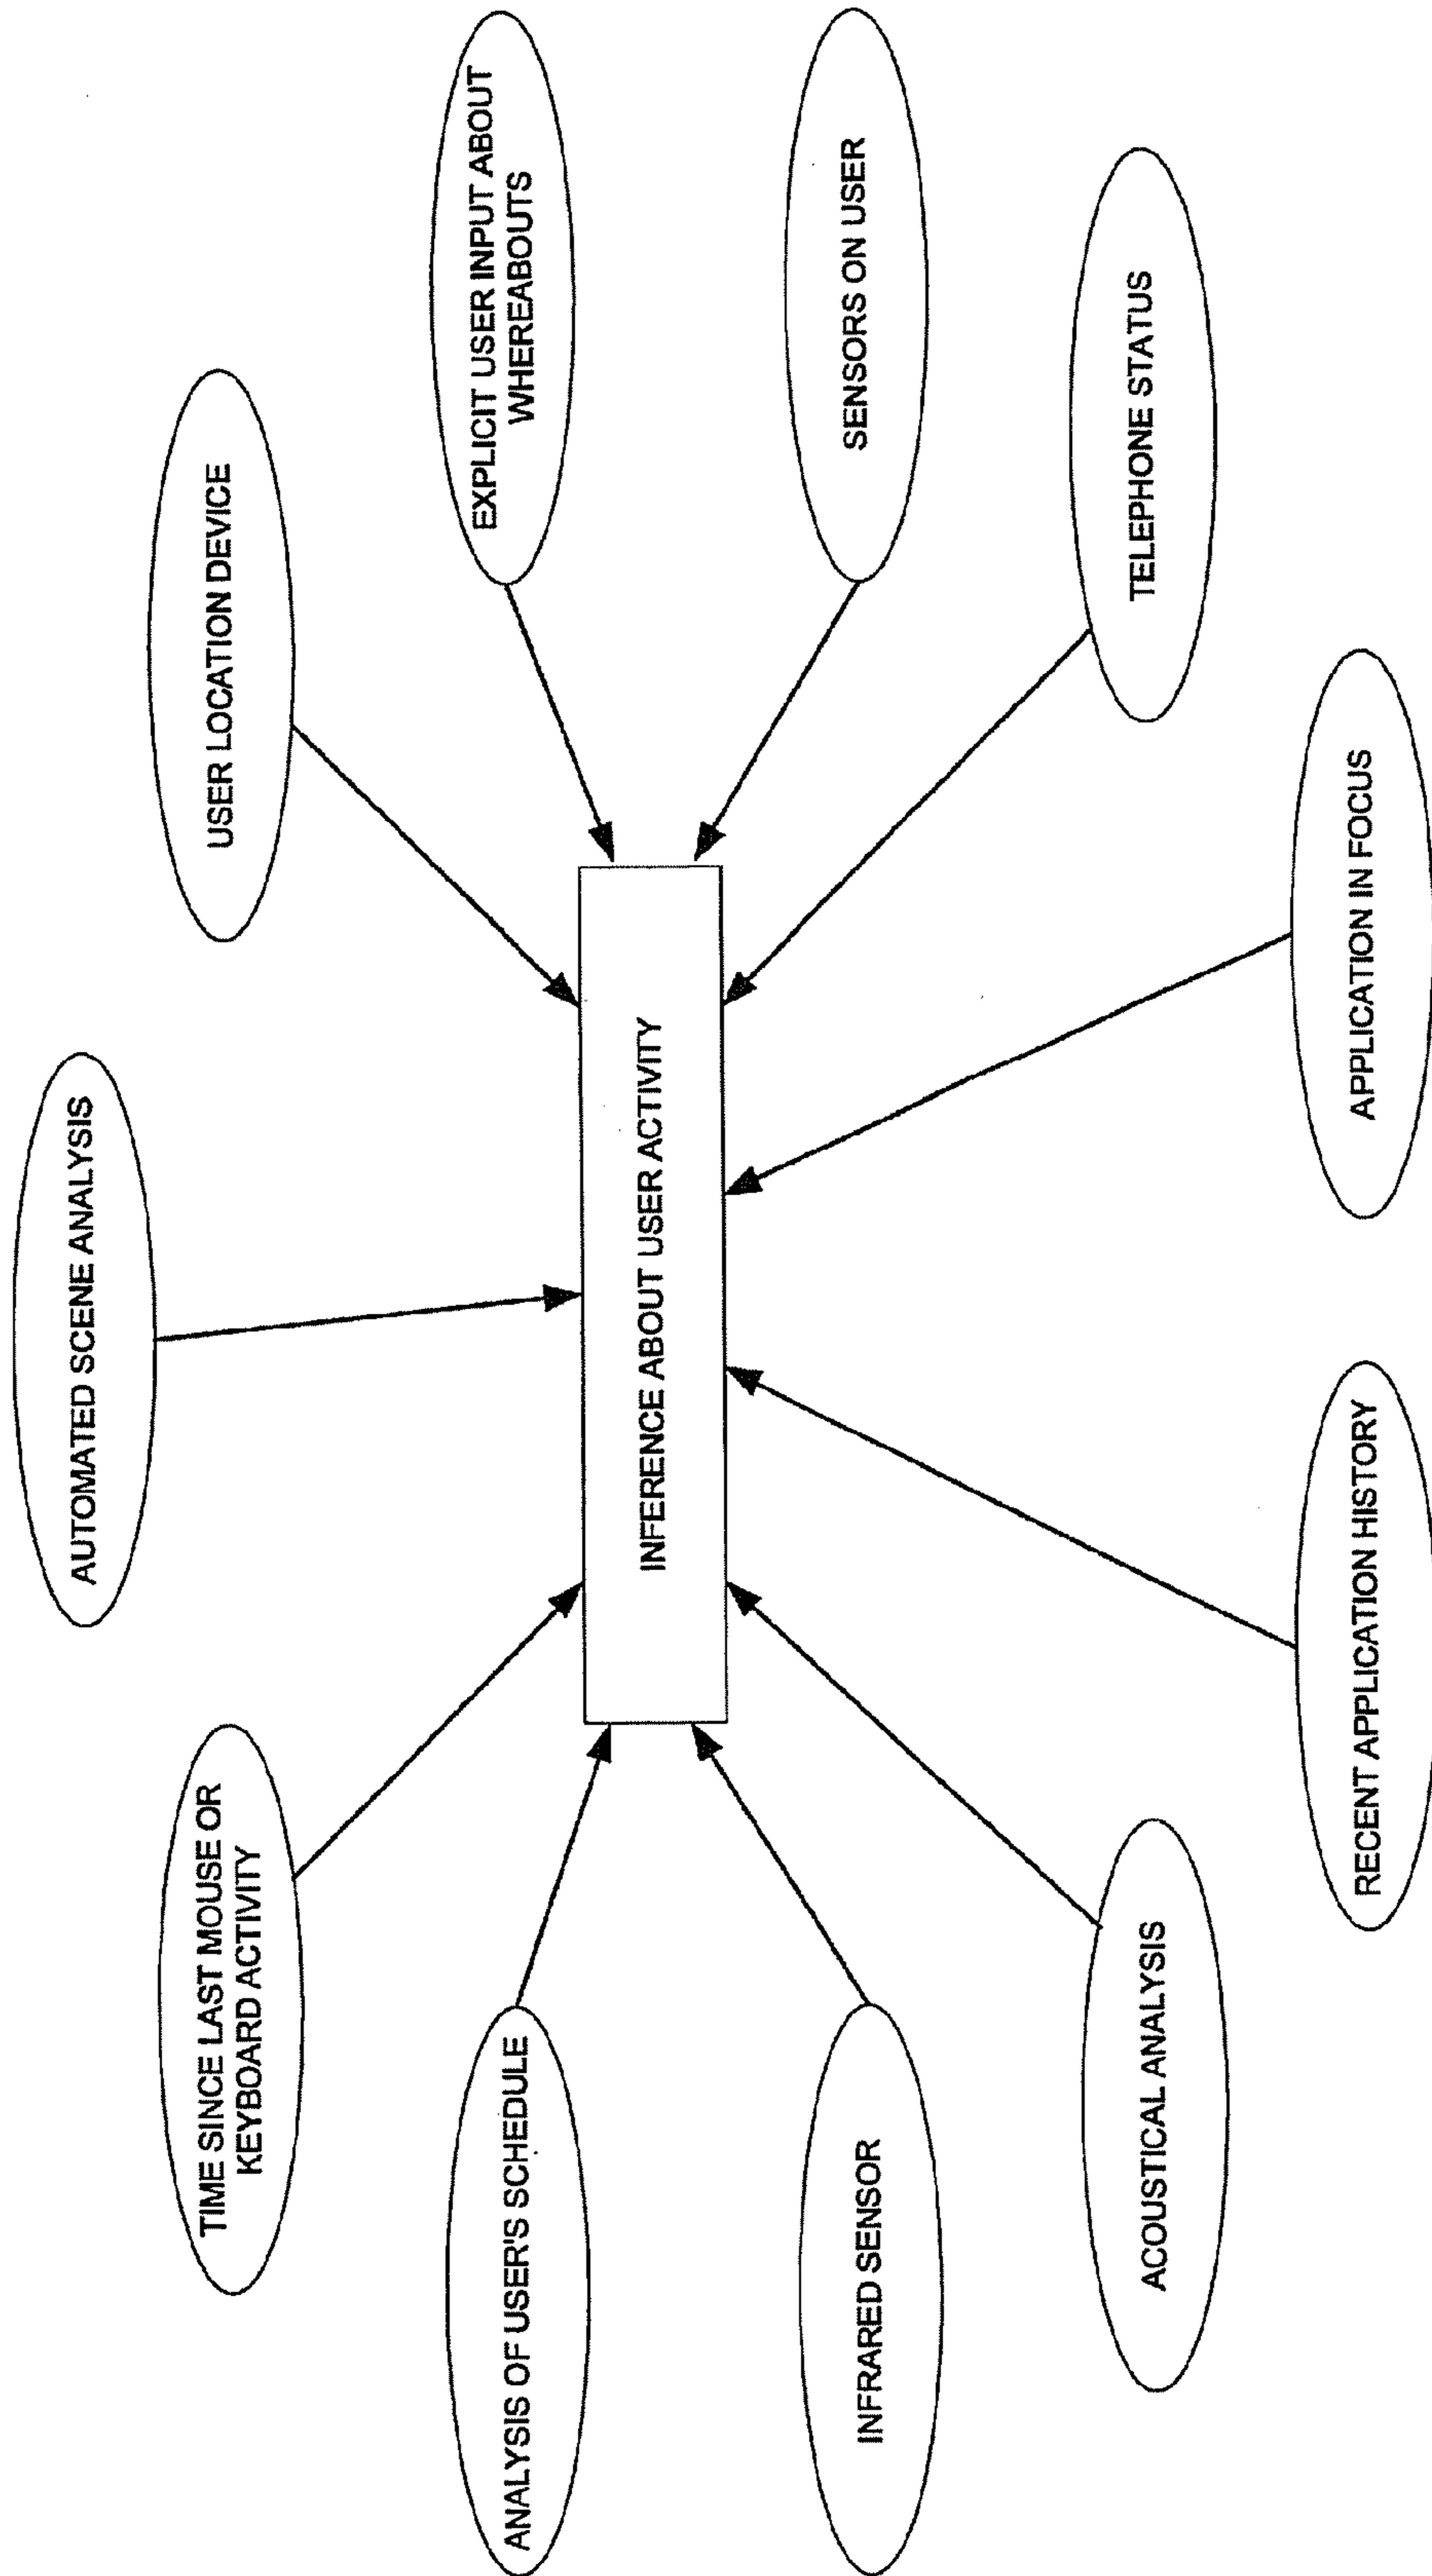 AUTOMATED SCENE ANALYSIS
TIME SINCE LAST MOUSE OR
KEYBOARD ACTIVITY
USER LOCATION DEVICE
ANALYSIS OF USER'S SCHEDULE
EXPLICIT USER INPUT ABOUT
WHEREABOUTS
INFERENCE ABOUT USER ACTIVITY
INFRARED SENSOR
SENSORS ON USER
ACOUSTICAL ANALYSIS
TELEPHONE STATUS
RECENT APPLICATION HISTORY
APPLICATION IN FOCUS